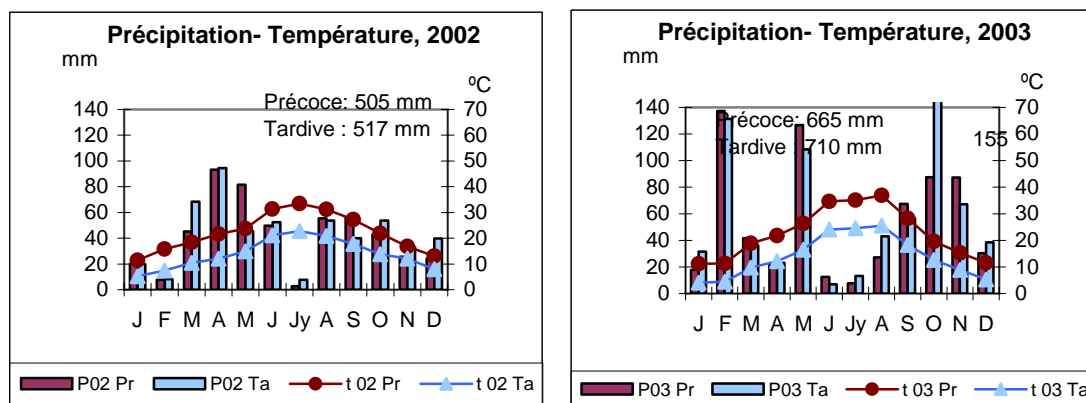 Précipitation- Température, 2002
mm
ºC
Précoce: 505 mm
Tardive : 517 mm
140
120
100
80
60
40
20
0
70
60
50
40
30
20
10
0
J F M A M J Jy A S O N D
P02 Pr P02 Ta t 02 Pr t 02 Ta
Précipitation- Température, 2003
mm
ºC
Précoce: 665 mm
Tardive : 710 mm
155
140
120
100
80
60
40
20
0
70
60
50
40
30
20
10
0
J F M A M J Jy A S O N D
P03 Pr P03 Ta t 03 Pr t 03 Ta